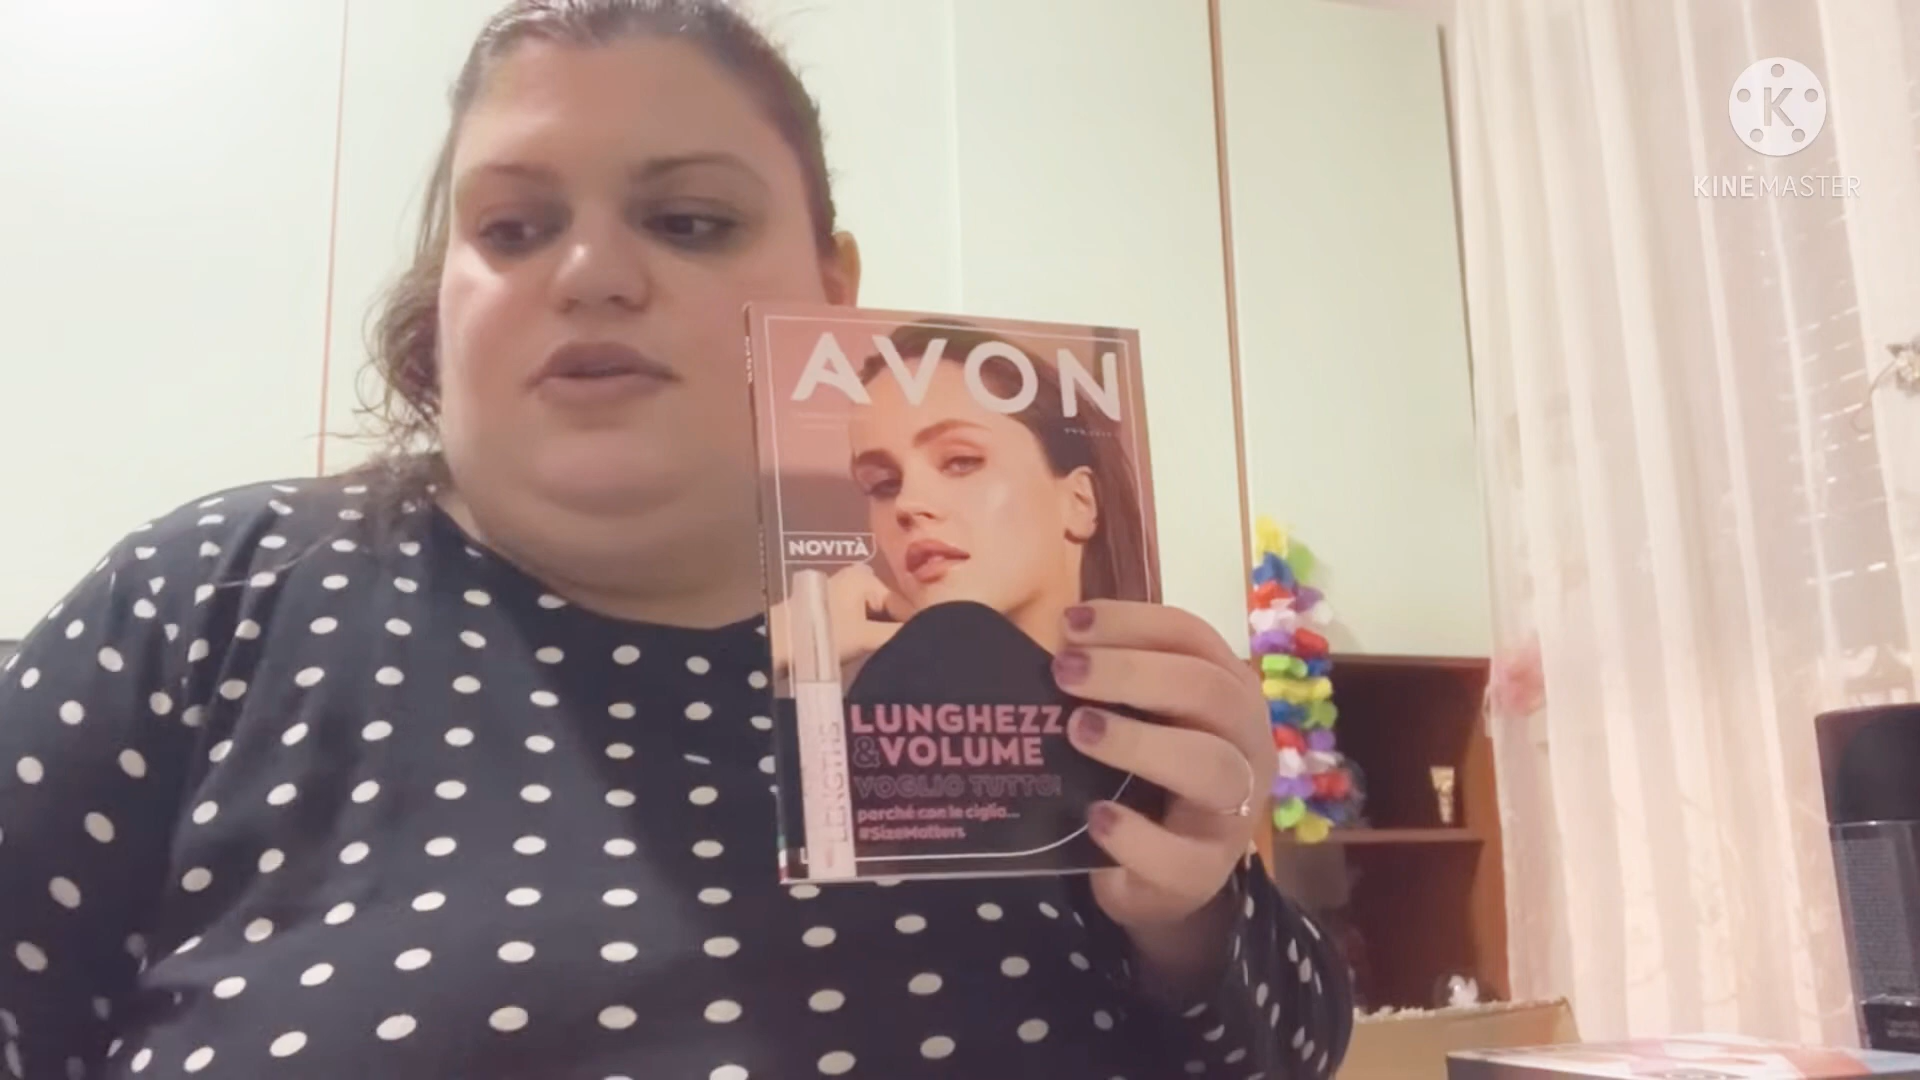 KINEMASTER
AVON
NOVITÀ
LUNGHEZZ
&VOLUME
VOGLIO TUTTO!
perché con le ciglia...
#SizeMatters